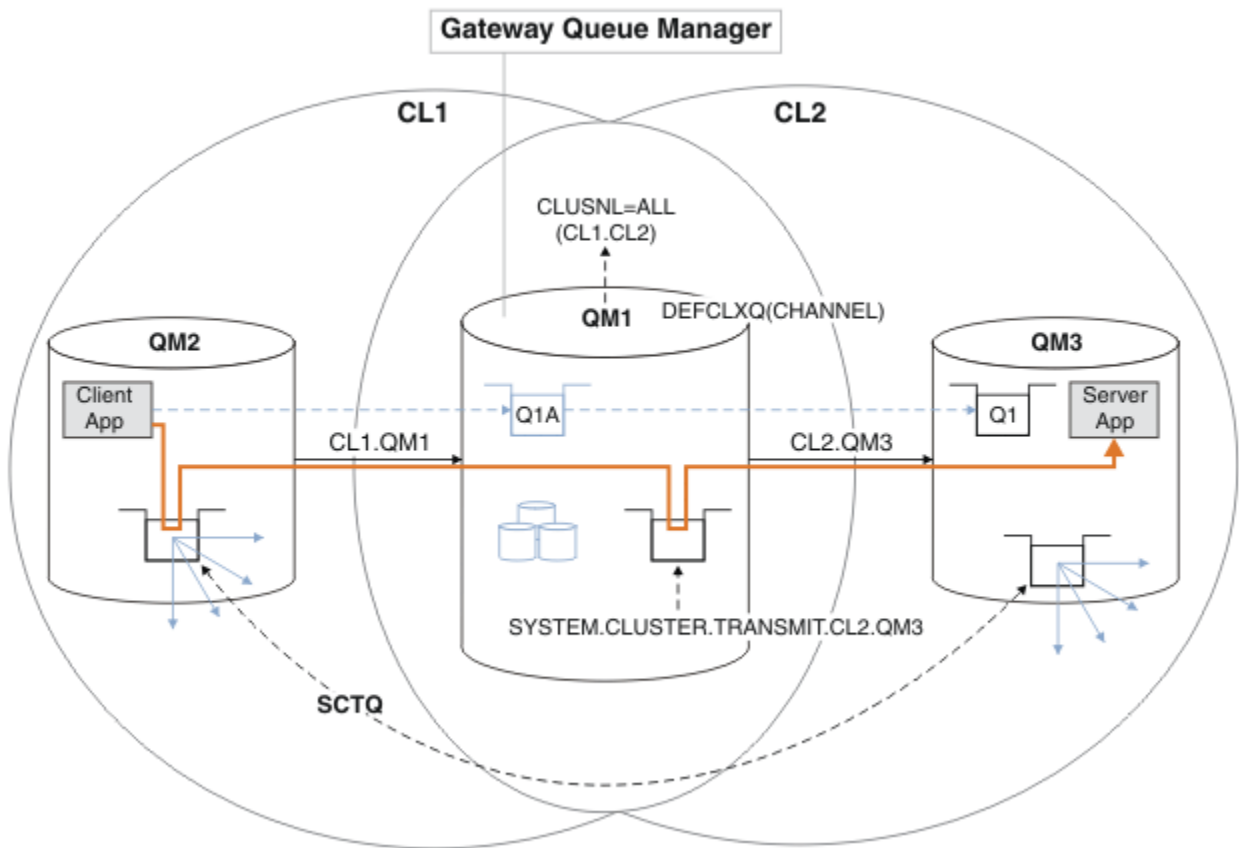 Gateway Queue Manager
CL1
CL2
CLUSNL=ALL
(CL1.CL2)
QM1
DEFCLXQ(CHANNEL)
QM2
QM3
Client
App
Q1A
Q1
Server
App
CL1.QM1
CL2.QM3
SYSTEM.CLUSTER.TRANSMIT.CL2.QM3
SCTQ